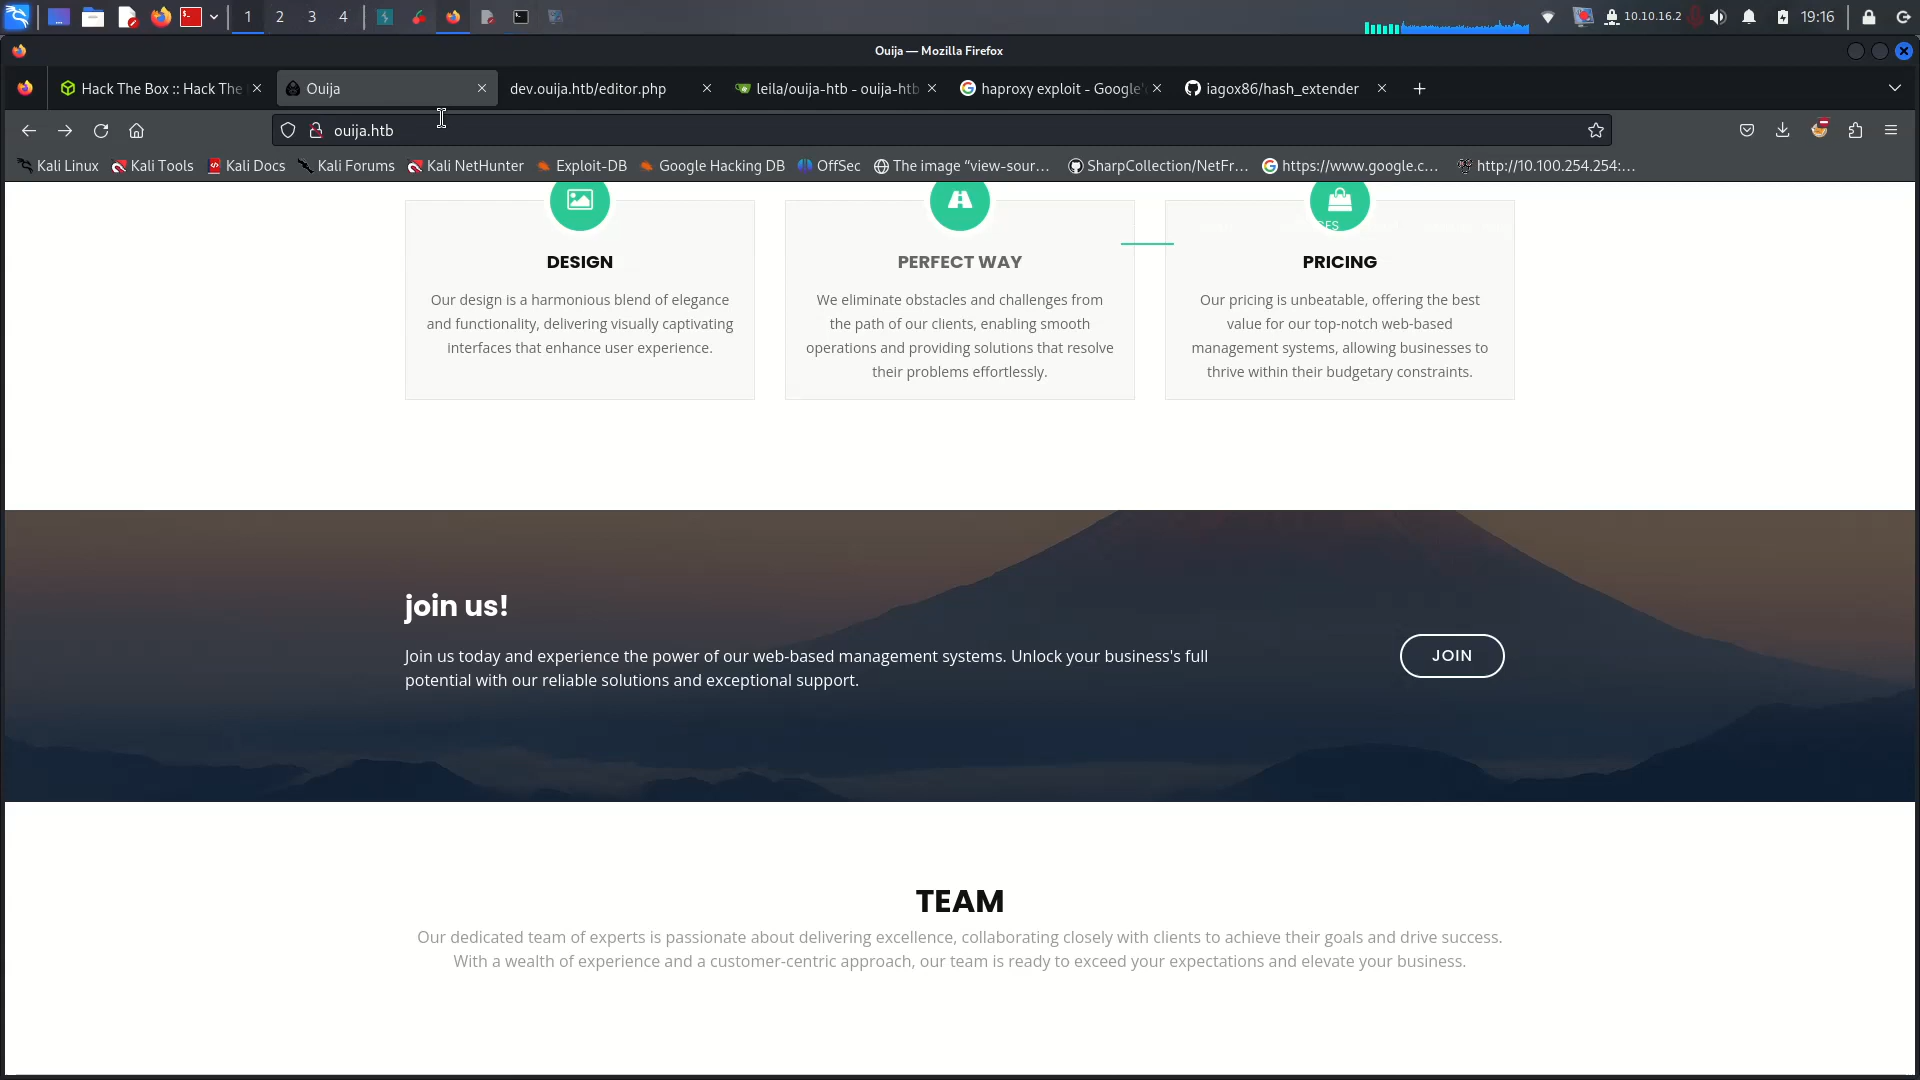 1 2 3 4
10.10.16.2
19:16
Ouija — Mozilla Firefox
Hack The Box :: Hack The
Ouija
dev.ouija.htb/editor.php
leila/ouija-htb - ouija-htb
haproxy exploit - Google'
iagox86/hash_extender
ouija.htb
Kali Linux
Kali Tools
Kali Docs
Kali Forums
Kali NetHunter
Exploit-DB
Google Hacking DB
OffSec
The image “view-sour…
SharpCollection/NetFr…
https://www.google.c…
http://10.100.254.254:…
DESIGN
Our design is a harmonious blend of elegance
and functionality, delivering visually captivating
interfaces that enhance user experience.
PERFECT WAY
We eliminate obstacles and challenges from
the path of our clients, enabling smooth
operations and providing solutions that resolve
their problems effortlessly.
PRICING
Our pricing is unbeatable, offering the best
value for our top-notch web-based
management systems, allowing businesses to
thrive within their budgetary constraints.
join us!
Join us today and experience the power of our web-based management systems. Unlock your business's full
potential with our reliable solutions and exceptional support.
JOIN
TEAM
Our dedicated team of experts is passionate about delivering excellence, collaborating closely with clients to achieve their goals and drive success.
With a wealth of experience and a customer-centric approach, our team is ready to exceed your expectations and elevate your business.